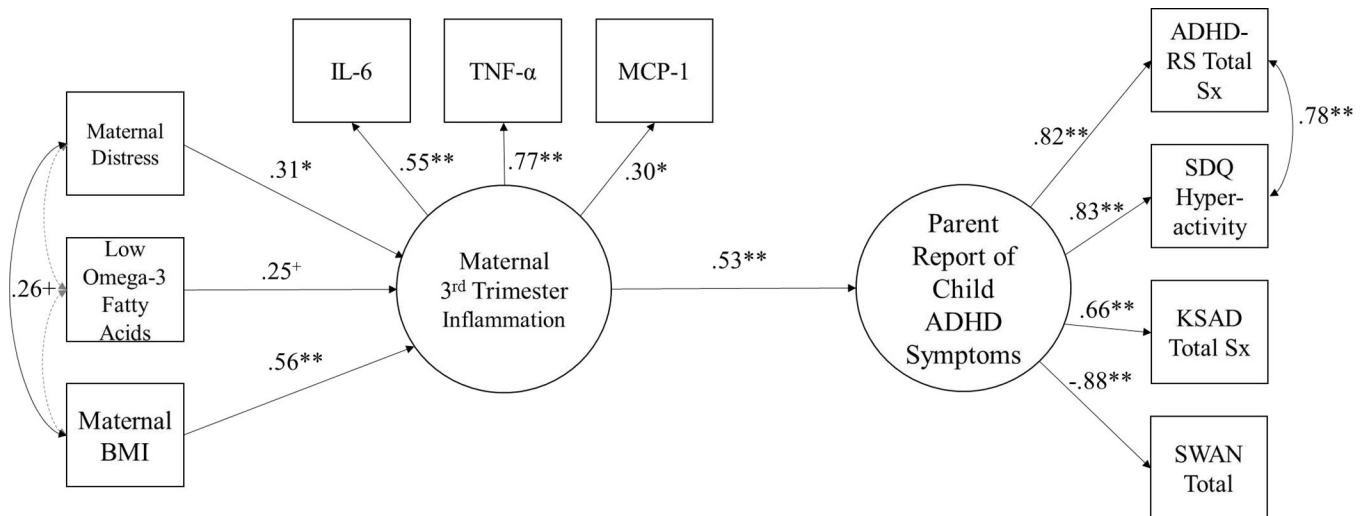 IL-6
TNF-α
MCP-1
ADHD-
RS Total
Sx
.78**
Maternal
Distress
.31*
.55**
.77**
.30*
.82**
SDQ
Hyper-
activity
.83**
Low
Omega-3
Fatty
Acids
.26+
.25+
Maternal
3rd Trimester
Inflammation
.53**
Parent
Report of
Child
ADHD
Symptoms
.66**
KSAD
Total Sx
.56**
-.88**
Maternal
BMI
SWAN
Total